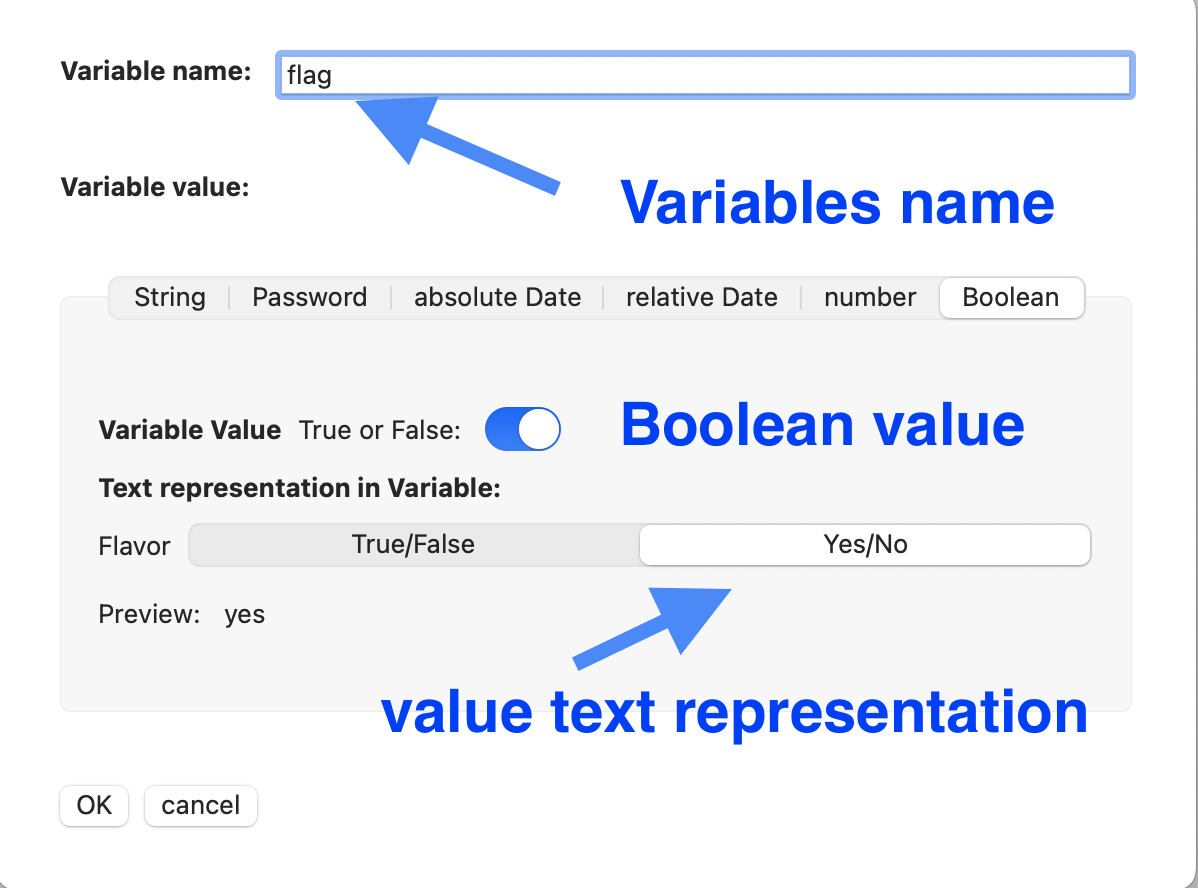 Variable name: flag
Variable value:
Variables name
String Password absolute Date relative Date number Boolean
Variable Value True or False:
Boolean value
Text representation in Variable:
Flavor True/False Yes/No
Preview: yes
value text representation
OK cancel